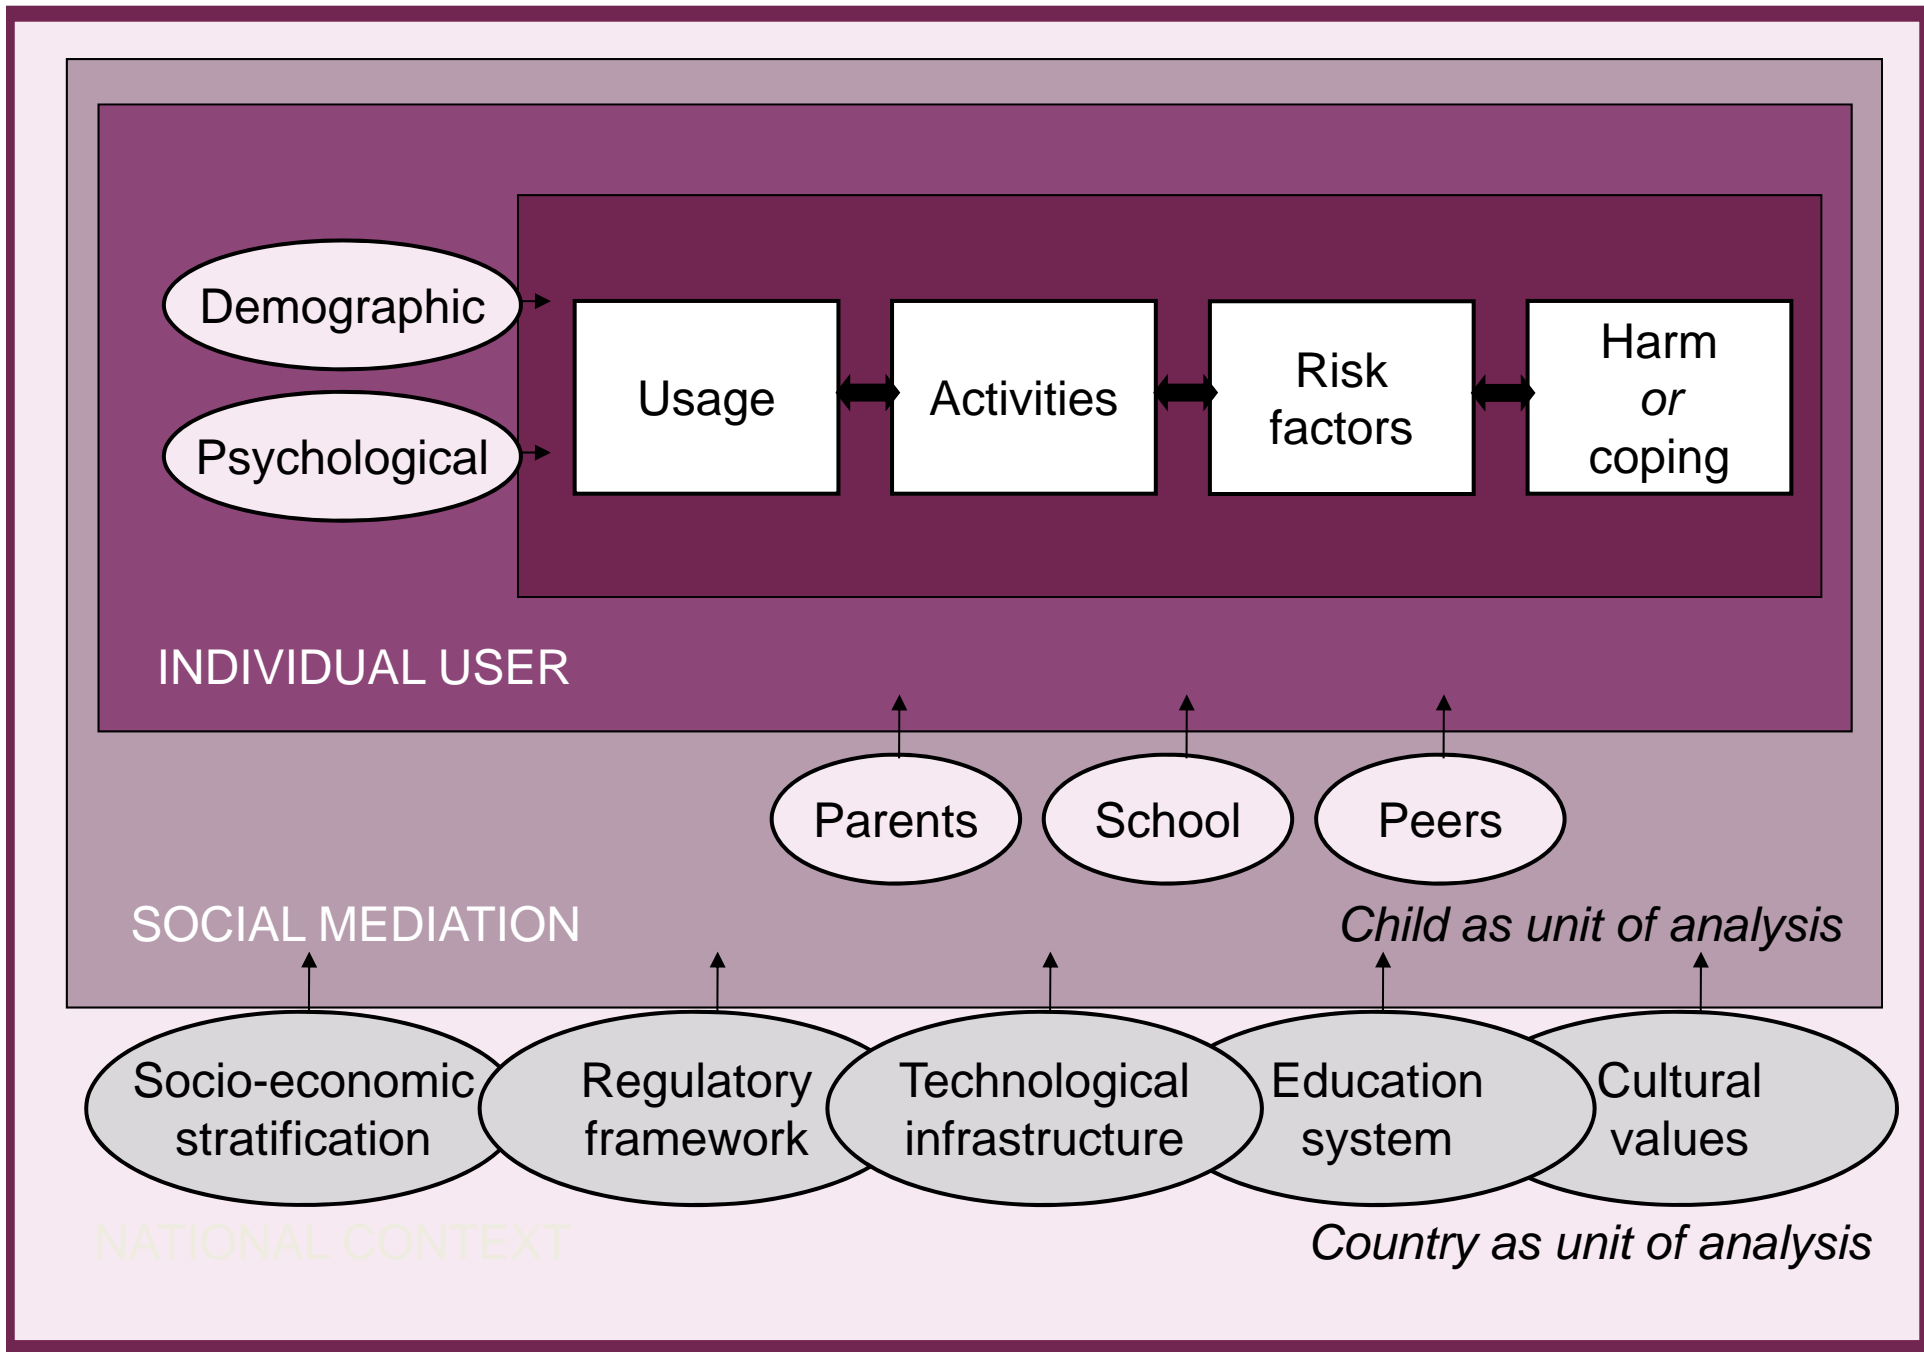 Demographic
Psychological
Usage
Activities
Risk
factors
Harm
or
coping
INDIVIDUAL USER
Parents
School
Peers
SOCIAL MEDIATION
Child as unit of analysis
Socio-economic
stratification
Regulatory
framework
Technological
infrastructure
Education
system
Cultural
values
NATIONAL CONTEXT
Country as unit of analysis